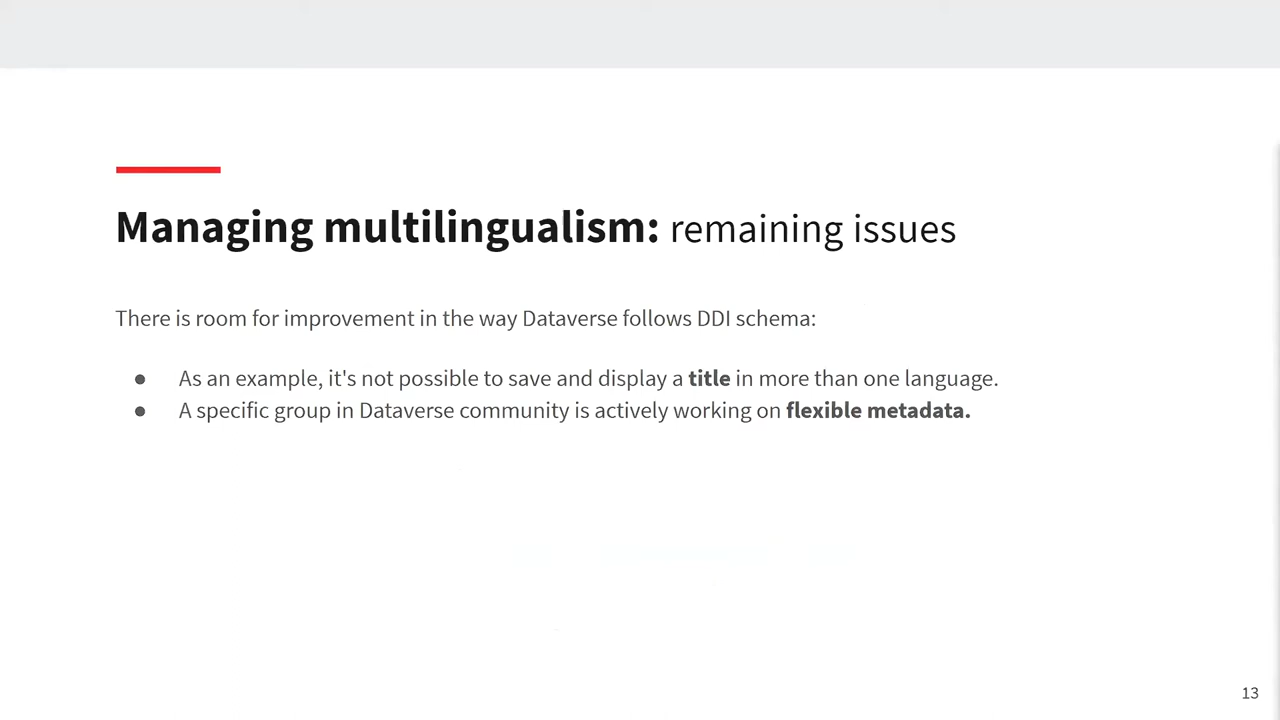 Managing multilingualism: remaining issues
There is room for improvement in the way Dataverse follows DDI schema:
● As an example, it's not possible to save and display a title in more than one language.
● A specific group in Dataverse community is actively working on flexible metadata.
13